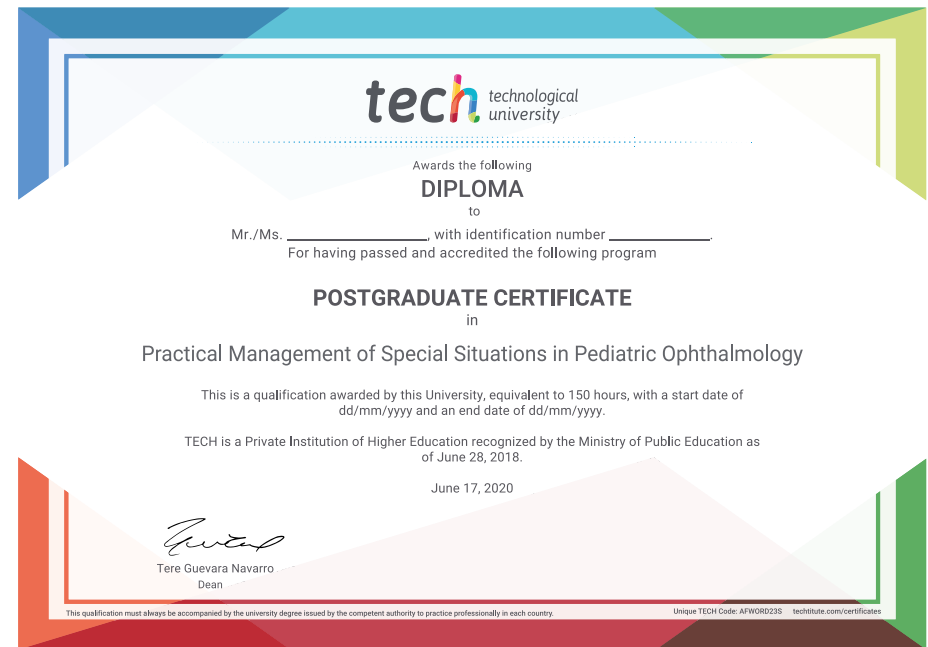 tech technological
university
Awards the following
DIPLOMA
to
Mr./Ms. ____________________, with identification number ______________.
For having passed and accredited the following program
POSTGRADUATE CERTIFICATE
in
Practical Management of Special Situations in Pediatric Ophthalmology
This is a qualification awarded by this University, equivalent to 150 hours, with a start date of
dd/mm/yyyy and an end date of dd/mm/yyyy.
TECH is a Private Institution of Higher Education recognized by the Ministry of Public Education as
of June 28, 2018.
June 17, 2020
Tere Guevara Navarro
Dean
This qualification must always be accompanied by the university degree issued by the competent authority to practice professionally in each country.
Unique TECH Code: AFWORD23S techtitute.com/certificates